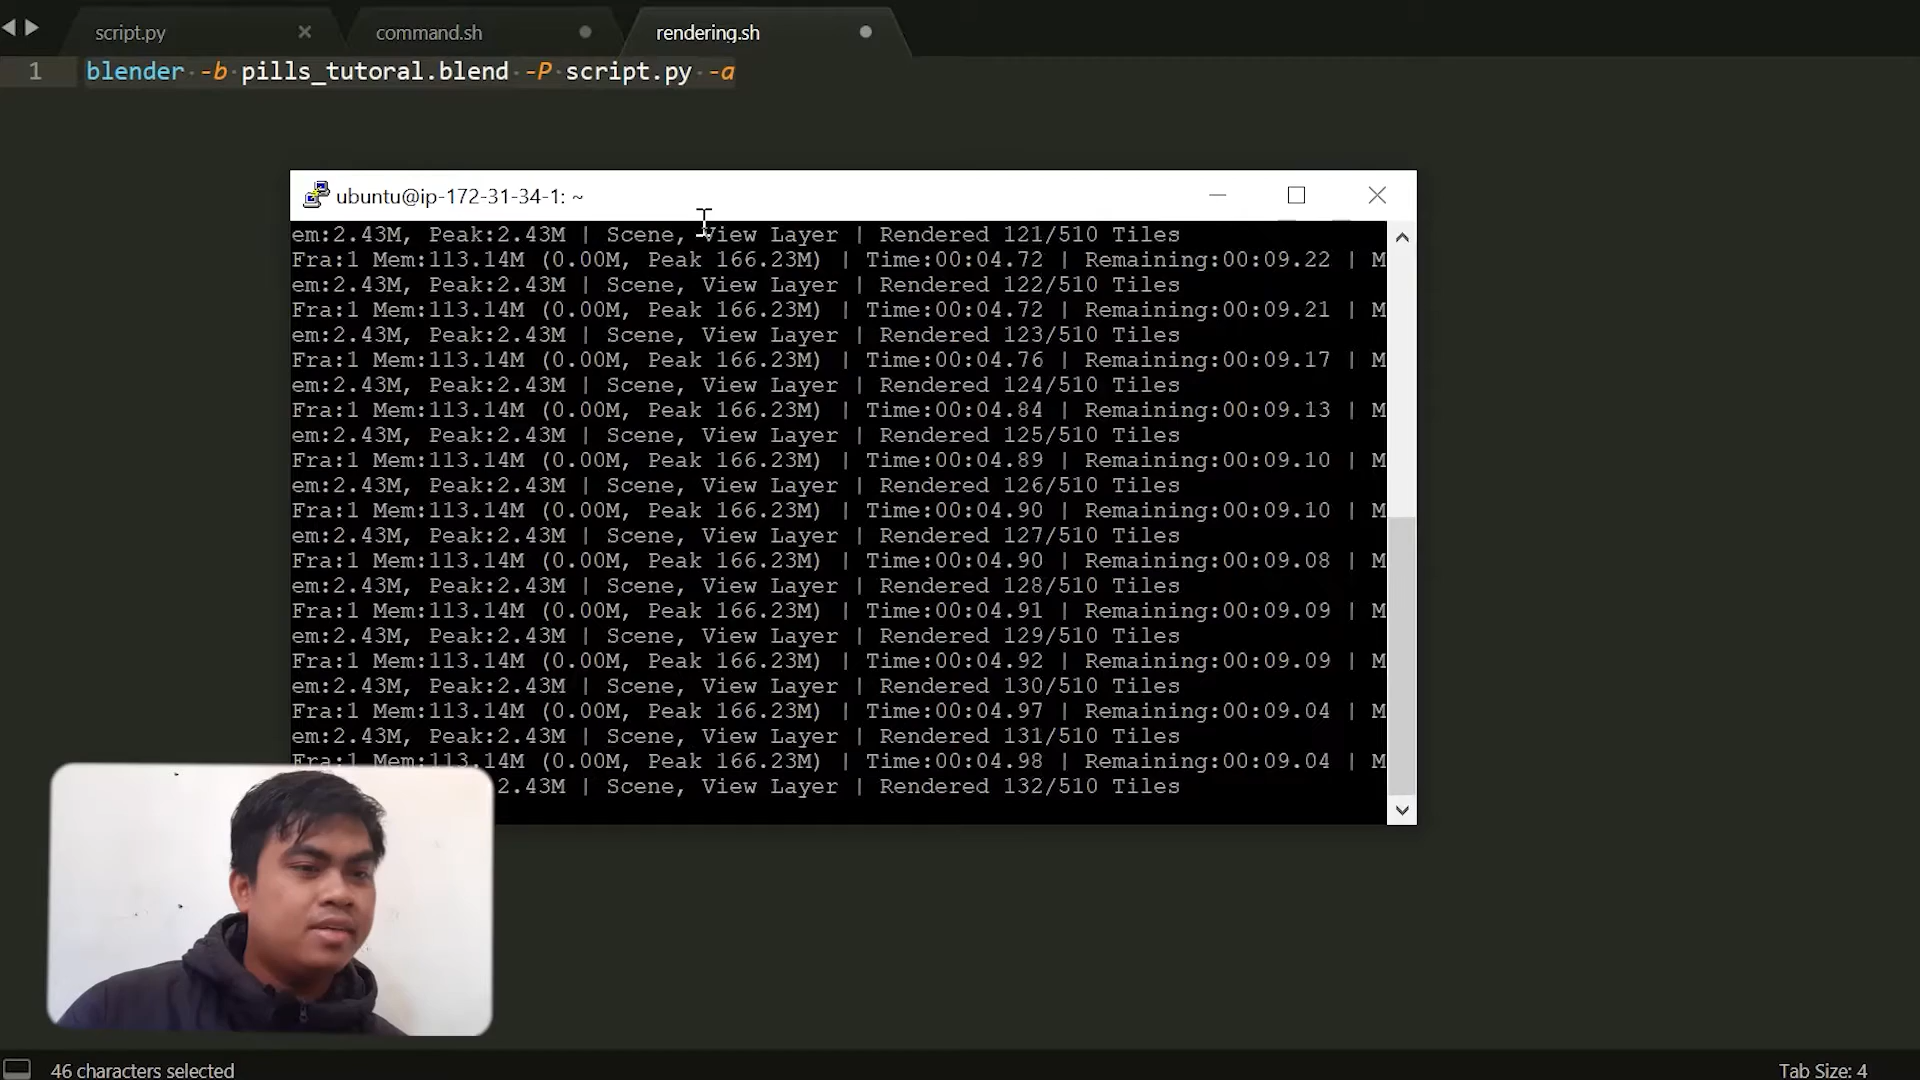 script.py
command.sh
rendering.sh
1 blender -b pills_tutoral.blend -P script.py -a
ubuntu@ip-172-31-34-1: ~
em:2.43M, Peak:2.43M | Scene, View Layer | Rendered 121/510 Tiles
Fra:1 Mem:113.14M (0.00M, Peak 166.23M) | Time:00:04.72 | Remaining:00:09.22 | M
em:2.43M, Peak:2.43M | Scene, View Layer | Rendered 122/510 Tiles
Fra:1 Mem:113.14M (0.00M, Peak 166.23M) | Time:00:04.72 | Remaining:00:09.21 | M
em:2.43M, Peak:2.43M | Scene, View Layer | Rendered 123/510 Tiles
Fra:1 Mem:113.14M (0.00M, Peak 166.23M) | Time:00:04.76 | Remaining:00:09.17 | M
em:2.43M, Peak:2.43M | Scene, View Layer | Rendered 124/510 Tiles
Fra:1 Mem:113.14M (0.00M, Peak 166.23M) | Time:00:04.84 | Remaining:00:09.13 | M
em:2.43M, Peak:2.43M | Scene, View Layer | Rendered 125/510 Tiles
Fra:1 Mem:113.14M (0.00M, Peak 166.23M) | Time:00:04.89 | Remaining:00:09.10 | M
em:2.43M, Peak:2.43M | Scene, View Layer | Rendered 126/510 Tiles
Fra:1 Mem:113.14M (0.00M, Peak 166.23M) | Time:00:04.90 | Remaining:00:09.10 | M
em:2.43M, Peak:2.43M | Scene, View Layer | Rendered 127/510 Tiles
Fra:1 Mem:113.14M (0.00M, Peak 166.23M) | Time:00:04.90 | Remaining:00:09.08 | M
em:2.43M, Peak:2.43M | Scene, View Layer | Rendered 128/510 Tiles
Fra:1 Mem:113.14M (0.00M, Peak 166.23M) | Time:00:04.91 | Remaining:00:09.09 | M
em:2.43M, Peak:2.43M | Scene, View Layer | Rendered 129/510 Tiles
Fra:1 Mem:113.14M (0.00M, Peak 166.23M) | Time:00:04.92 | Remaining:00:09.09 | M
em:2.43M, Peak:2.43M | Scene, View Layer | Rendered 130/510 Tiles
Fra:1 Mem:113.14M (0.00M, Peak 166.23M) | Time:00:04.97 | Remaining:00:09.04 | M
em:2.43M, Peak:2.43M | Scene, View Layer | Rendered 131/510 Tiles
Fra:1 Mem:113.14M (0.00M, Peak 166.23M) | Time:00:04.98 | Remaining:00:09.04 | M
2.43M | Scene, View Layer | Rendered 132/510 Tiles
46 characters selected
Tab Size: 4